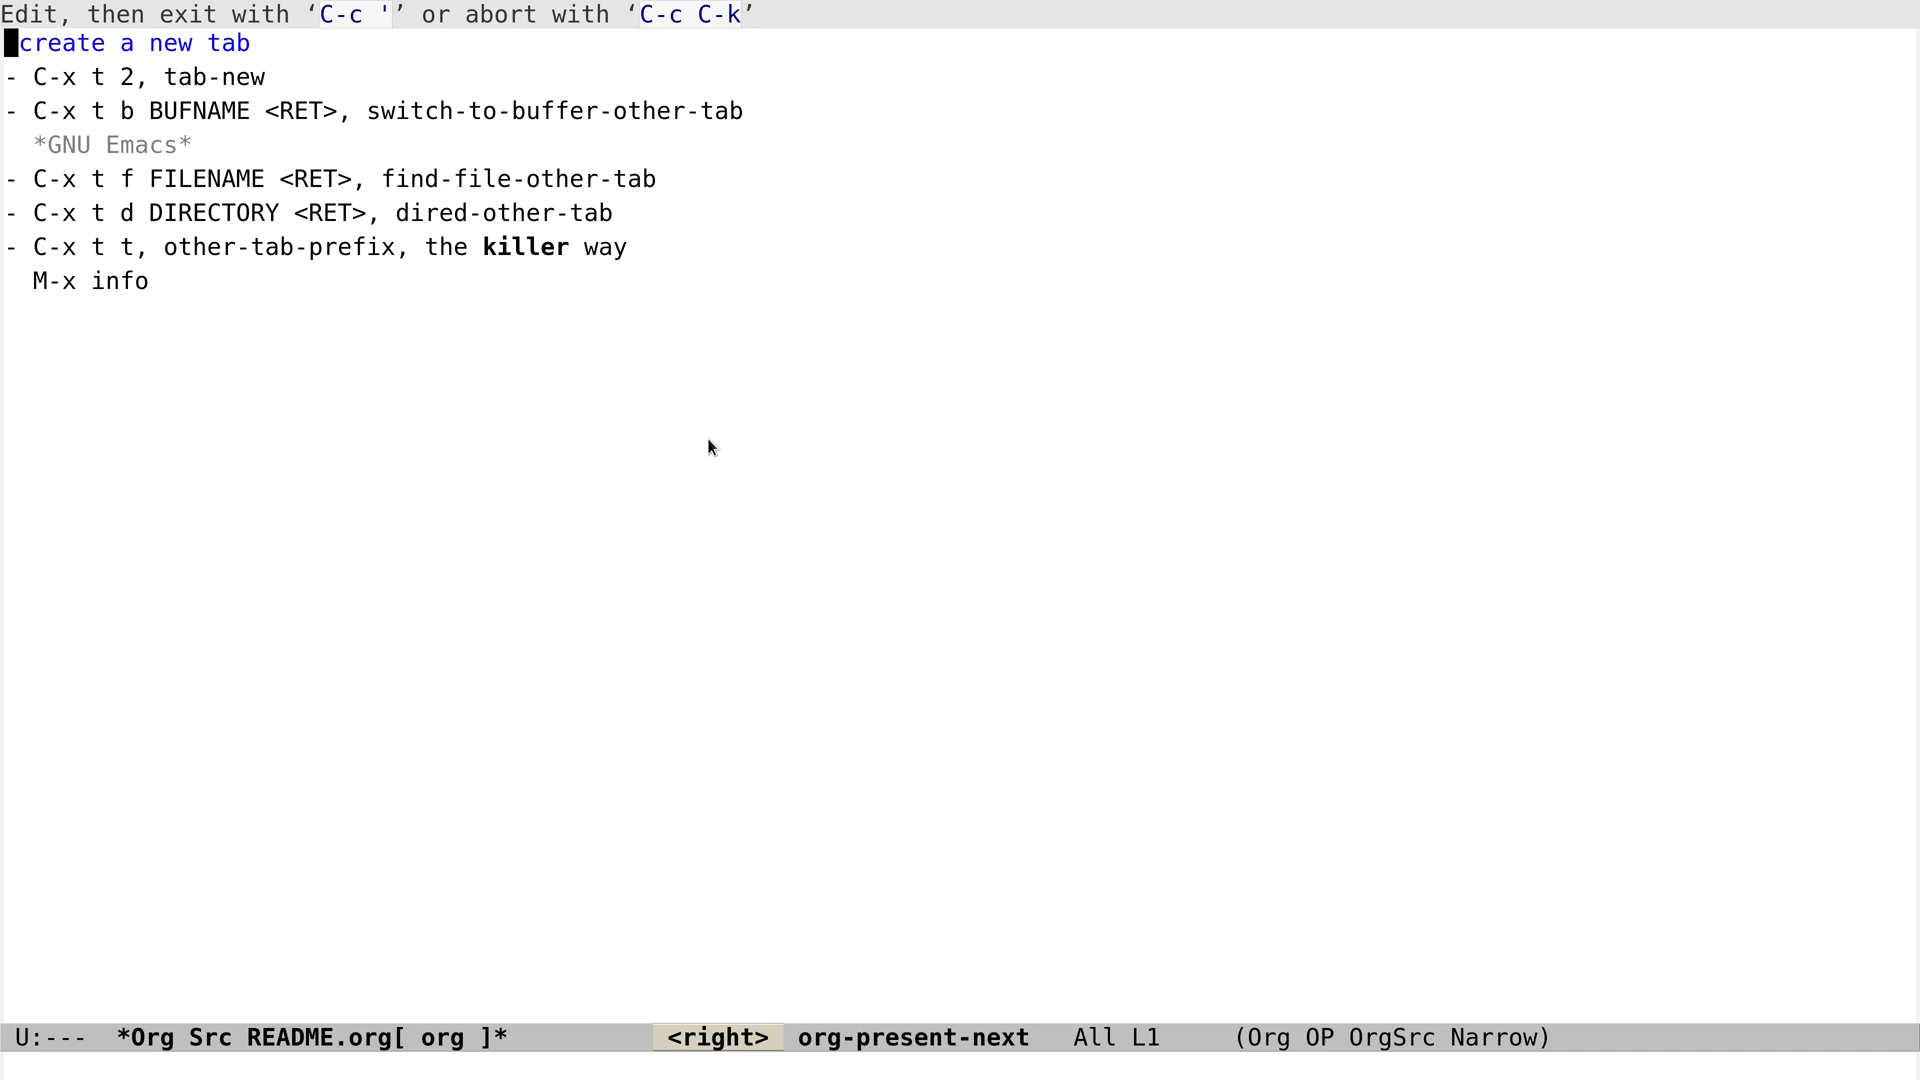 Edit, then exit with ‘C-c '’ or abort with ‘C-c C-k’
create a new tab
- C-x t 2, tab-new
- C-x t b BUFNAME <RET>, switch-to-buffer-other-tab
*GNU Emacs*
- C-x t f FILENAME <RET>, find-file-other-tab
- C-x t d DIRECTORY <RET>, dired-other-tab
- C-x t t, other-tab-prefix, the killer way
M-x info
U:--- *Org Src README.org[ org ]* <right> org-present-next All L1 (Org OP OrgSrc Narrow)